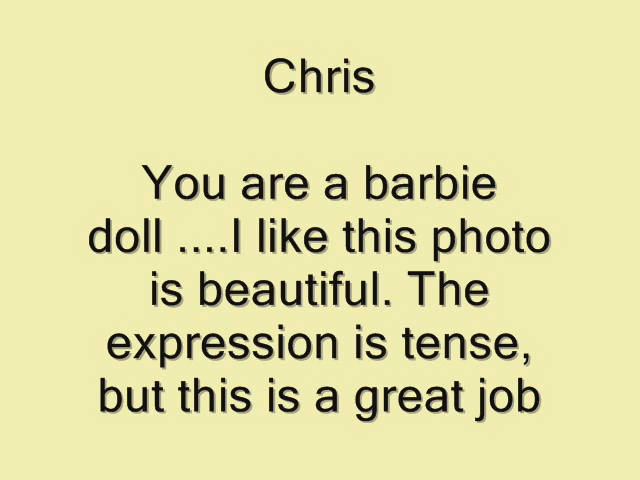 Chris
You are a barbie
doll ....I like this photo
is beautiful. The
expression is tense,
but this is a great job